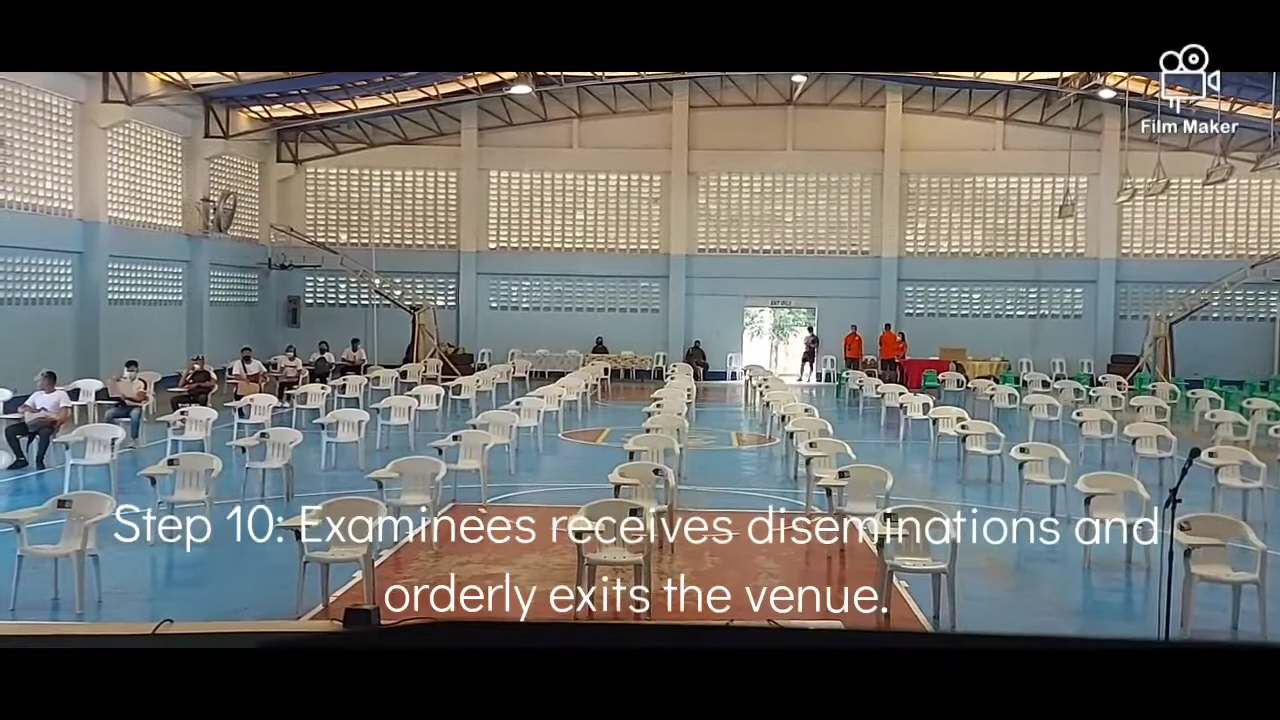 Film Maker
Step 10: Examinees receives diseminations and
orderly exits the venue.